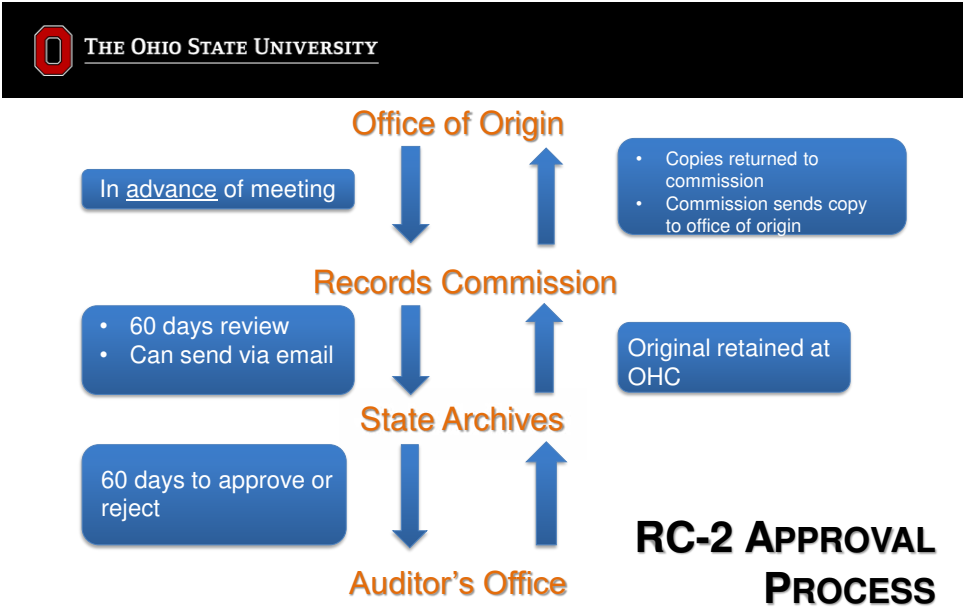 THE OHIO STATE UNIVERSITY
Office of Origin
In advance of meeting
• Copies returned to
commission
• Commission sends copy
to office of origin
Records Commission
• 60 days review
• Can send via email
Original retained at
OHC
State Archives
60 days to approve or
reject
Auditor's Office
RC-2 APPROVAL
PROCESS